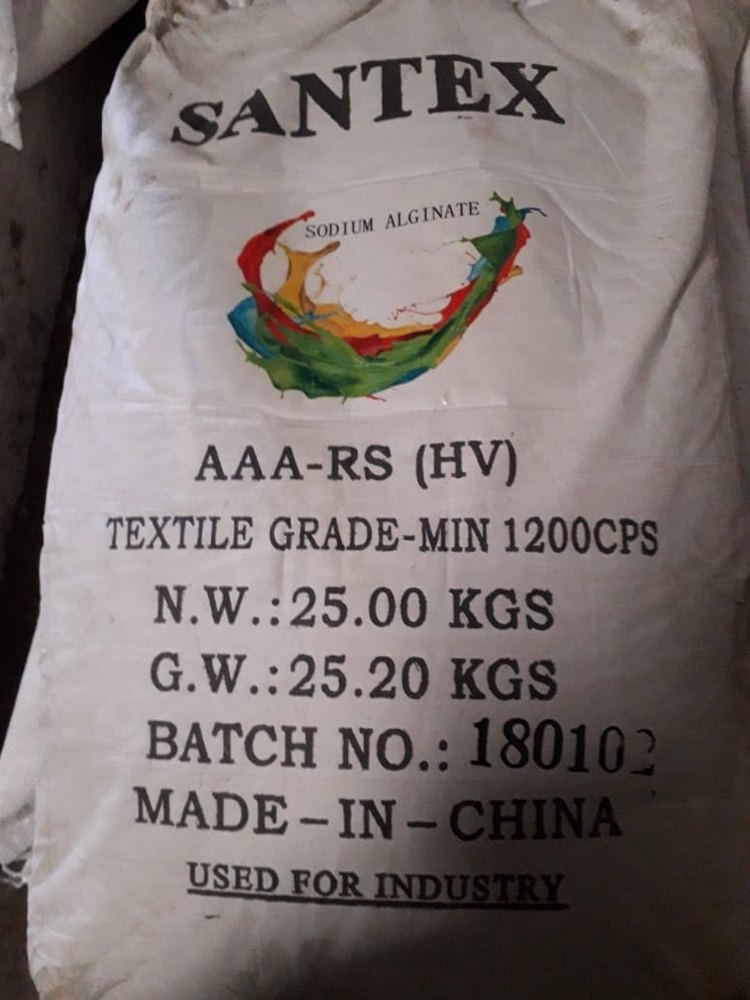 SANTEX
SODIUM ALGINATE
AAA-RS (HV)
TEXTILE GRADE-MIN 1200CPS
N.W.:25.00 KGS
G.W.:25.20 KGS
BATCH NO.: 180102
MADE-IN-CHINA
USED FOR INDUSTRY